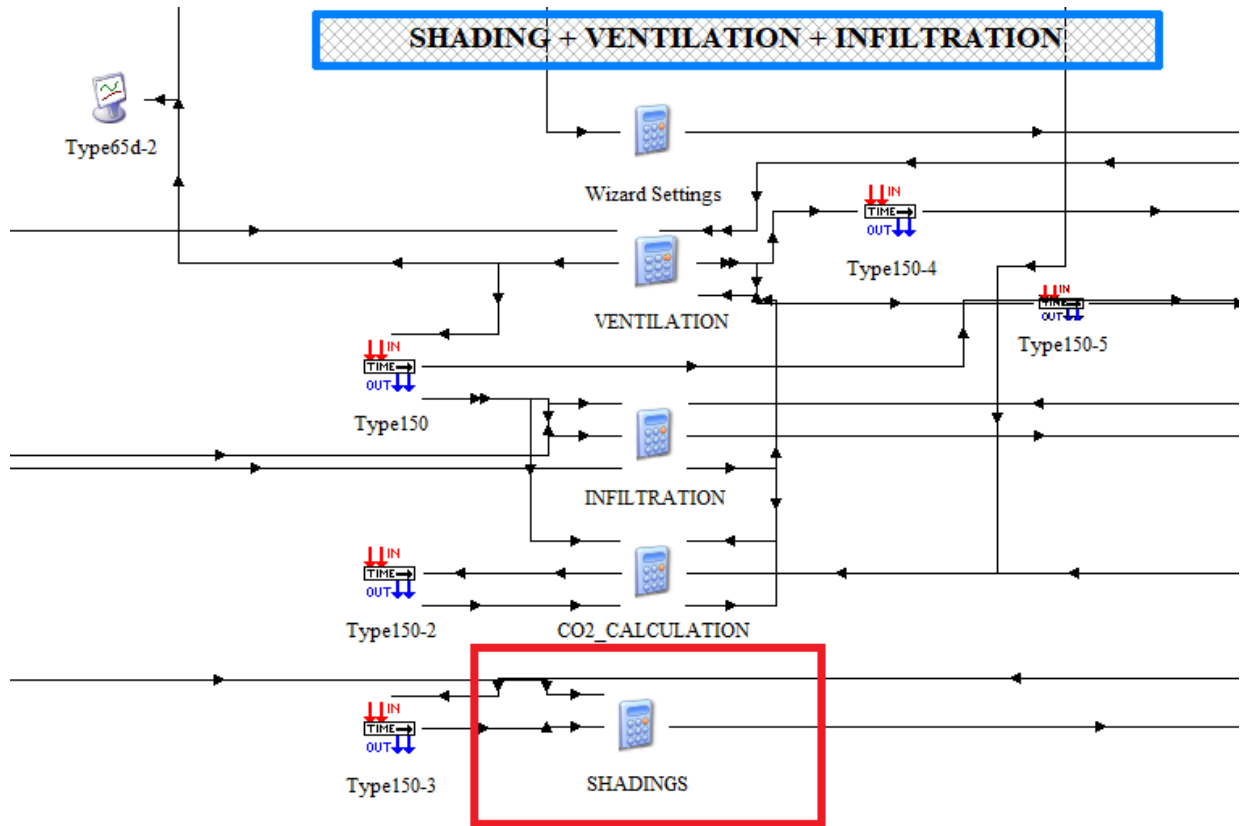 SHADING + VENTILATION + INFILTRATION
Type65d-2
Wizard Settings
IN
TIME
OUT
Type150-4
VENTILATION
IN
TIME
OUT
Type150-5
IN
TIME
OUT
Type150
INFILTRATION
IN
TIME
OUT
Type150-2
CO2_CALCULATION
IN
TIME
OUT
Type150-3
SHADINGS